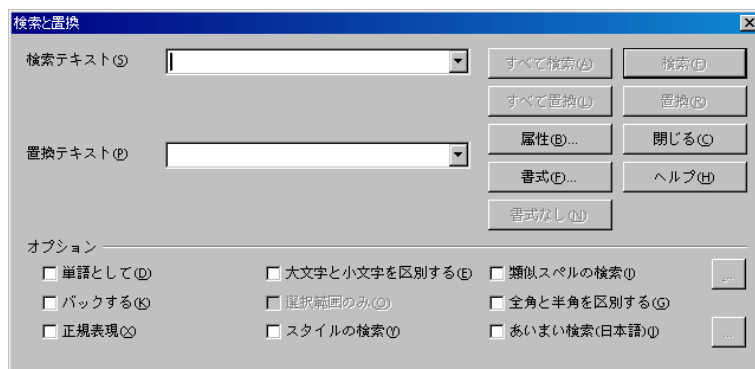 検索と置換
検索テキスト(S)
すべて検索(A)
検索(F)
すべて置換(L)
置換(R)
置換テキスト(P)
属性(B)...
閉じる(C)
書式(F)...
ヘルプ(H)
書式なし(N)
オプション
単語として(D)
大文字と小文字を区別する(E)
類似スペルの検索(I)
...
バックする(K)
選択範囲のみ(O)
全角と半角を区別する(G)
正規表現(X)
スタイルの検索(Y)
あいまい検索(日本語)(J)
...